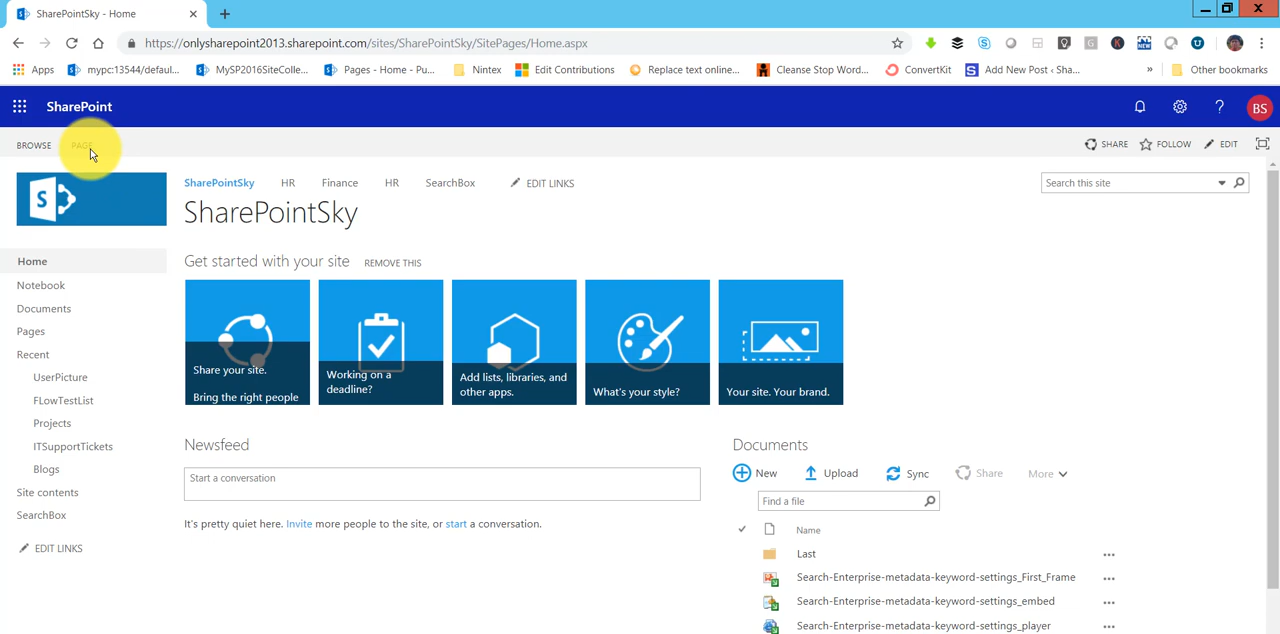 SharePointSky - Home
https://onlysharepoint2013.sharepoint.com/sites/SharePointSky/SitePages/Home.aspx
Apps mypc:13544/defaul... MySP2016SiteColle... Pages - Home - Pu... Nintex Edit Contributions Replace text online... Cleanse Stop Word... ConvertKit Add New Post ‹ Sha... » Other bookmarks
SharePoint ? BS
BROWSE PAGE SHARE FOLLOW EDIT
SharePointSky HR Finance HR SearchBox EDIT LINKS Search this site
SharePointSky
Home
Notebook
Documents
Pages
Recent
UserPicture
FLowTestList
Projects
ITSupportTickets
Blogs
Site contents
SearchBox
EDIT LINKS
Get started with your site REMOVE THIS
Share your site.
Bring the right people
Working on a
deadline?
Add lists, libraries, and
other apps.
What's your style?
Your site. Your brand.
Newsfeed
Start a conversation
It's pretty quiet here. Invite more people to the site, or start a conversation.
Documents
New Upload Sync Share More
Find a file
Name
Last
Search-Enterprise-metadata-keyword-settings_First_Frame
Search-Enterprise-metadata-keyword-settings_embed
Search-Enterprise-metadata-keyword-settings_player